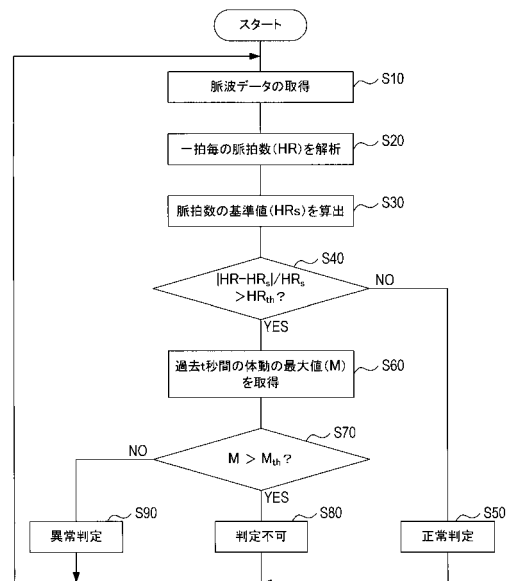 スタート
脈波データの取得
S10
一拍毎の脈拍数(HR)を解析
S20
脈拍数の基準値(HRs)を算出
S30
S40
|HR-HRs|/HRs
>HRth?
NO
YES
過去t秒間の体動の最大値(M)
を取得
S60
S70
NO
M > Mth?
YES
S90
S80
S50
異常判定
判定不可
正常判定